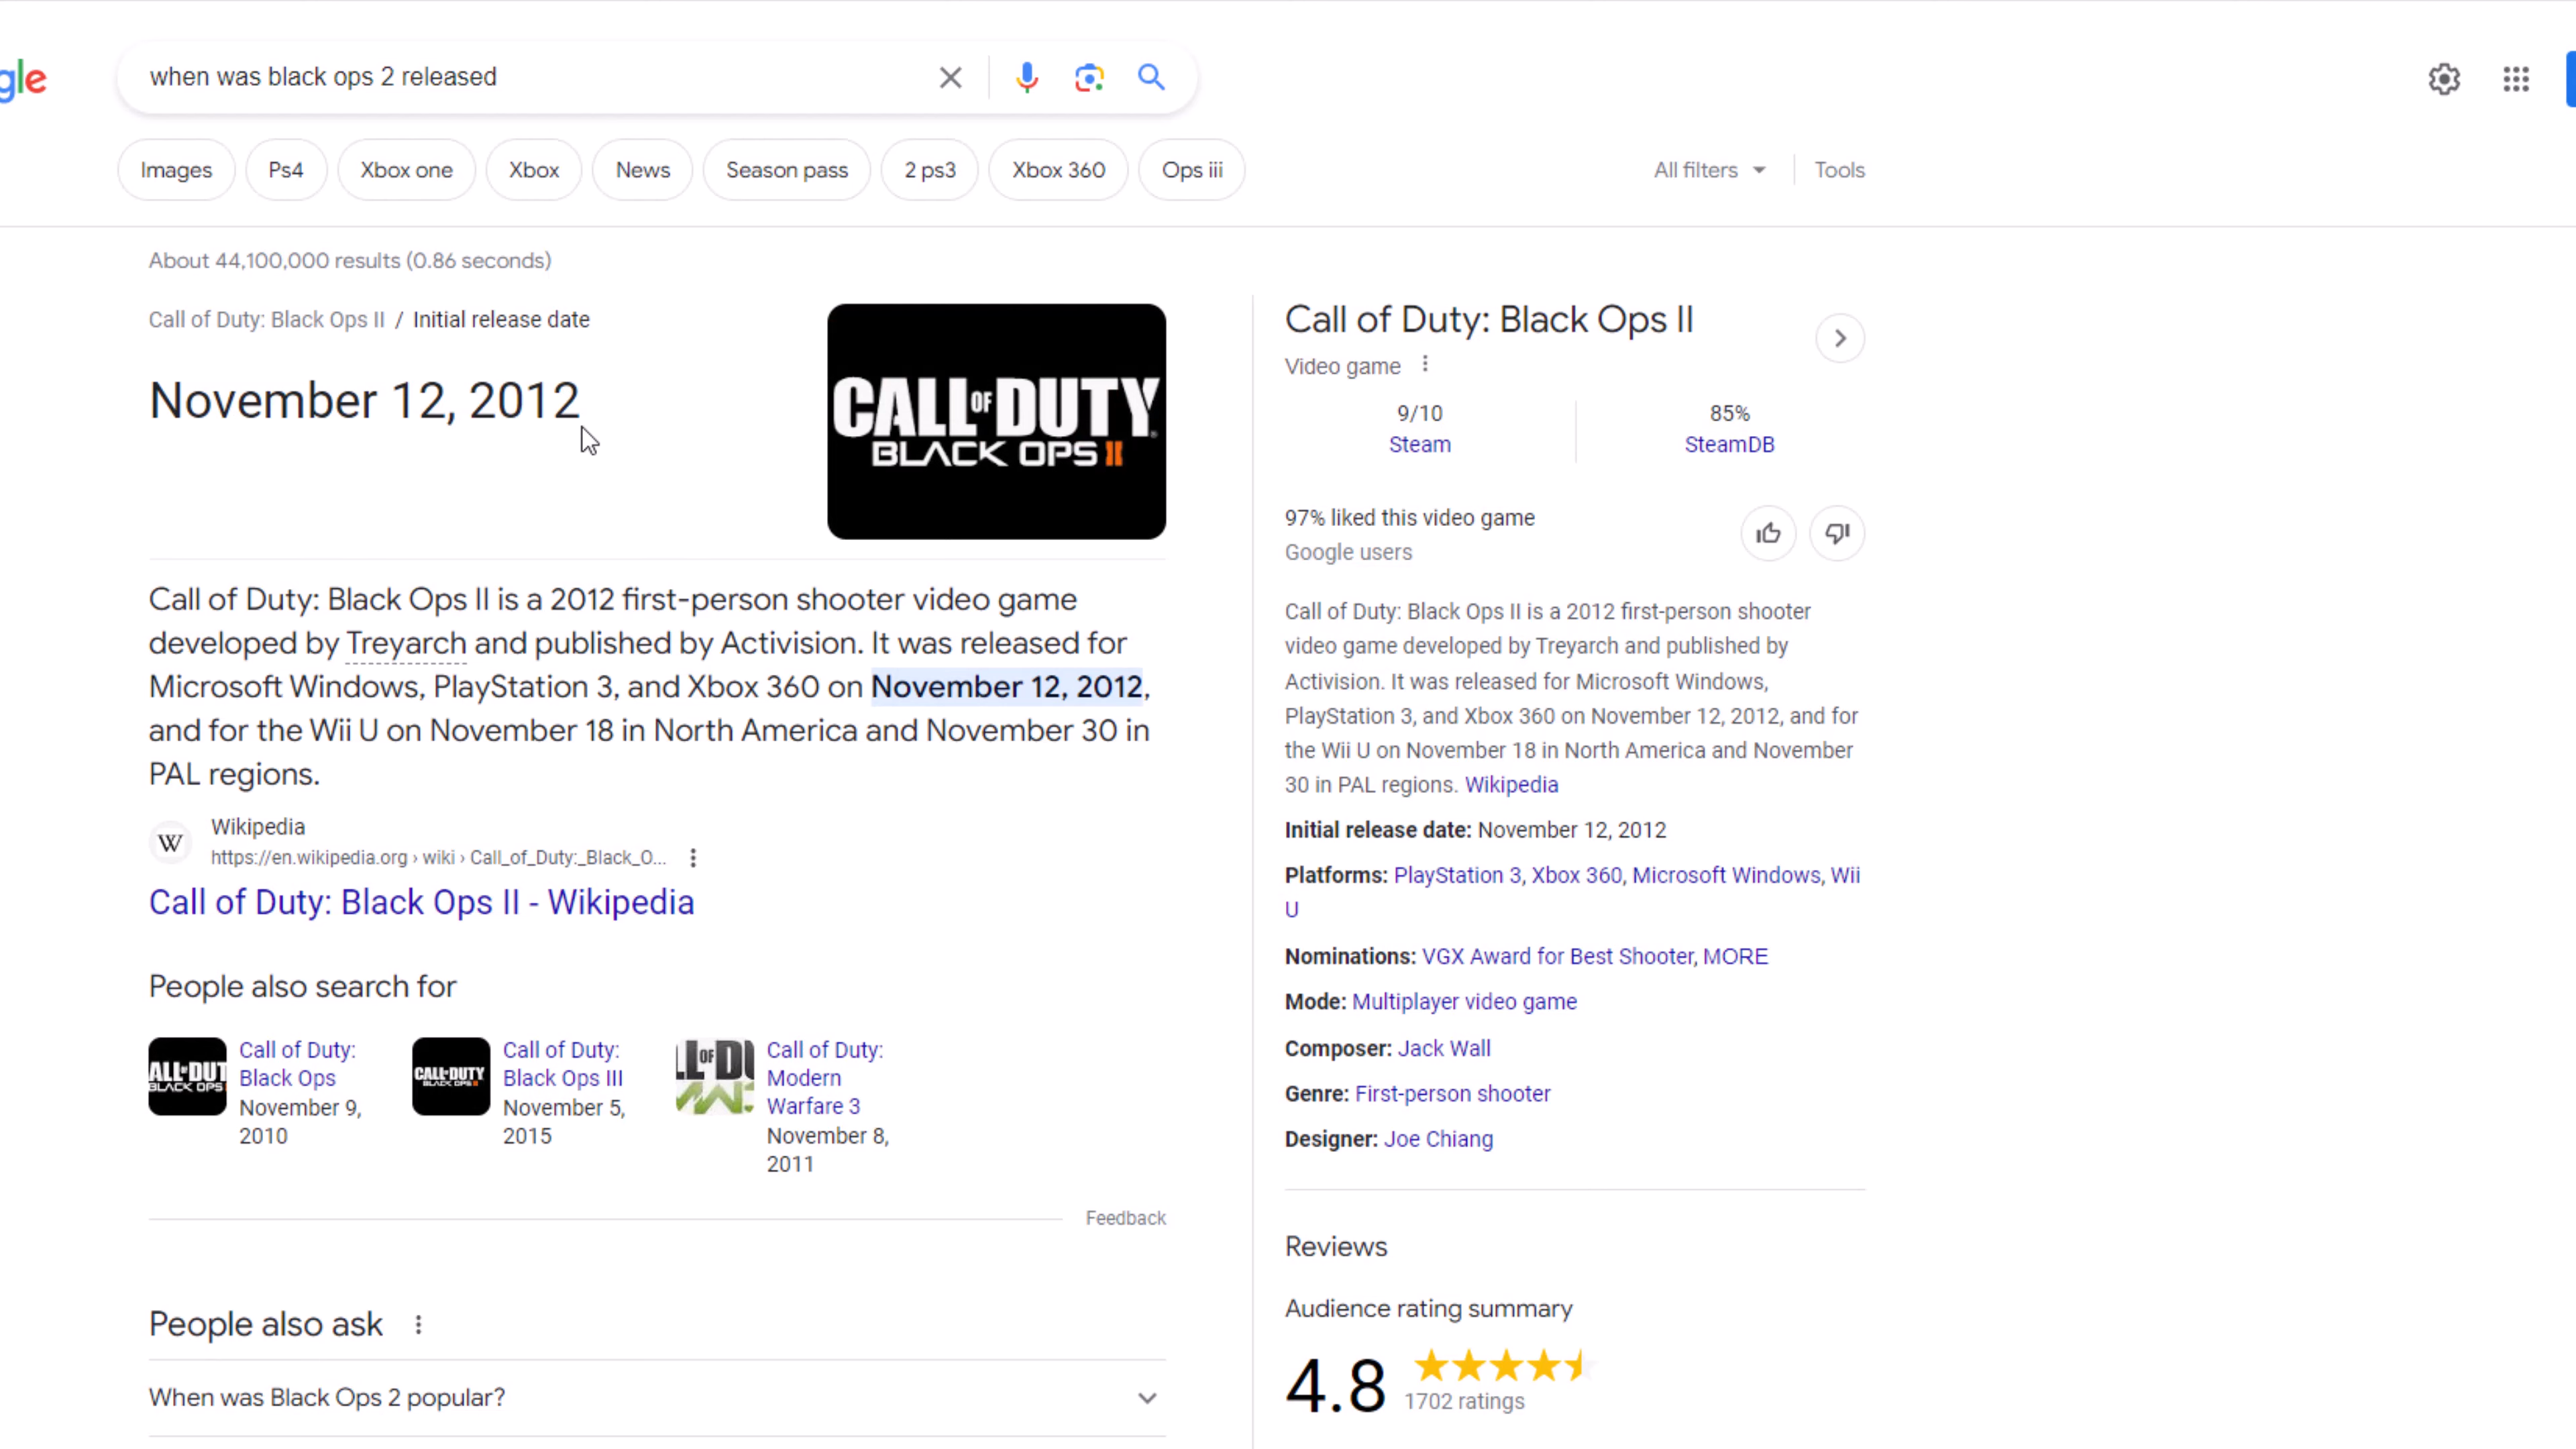 gle
when was black ops 2 released
Images
Ps4
Xbox one
Xbox
News
Season pass
2 ps3
Xbox 360
Ops iii
All filters
Tools
About 44,100,000 results (0.86 seconds)
Call of Duty: Black Ops II / Initial release date
November 12, 2012
CALL OF DUTY
BLACK OPS II
Call of Duty: Black Ops II is a 2012 first-person shooter video game
developed by Treyarch and published by Activision. It was released for
Microsoft Windows, PlayStation 3, and Xbox 360 on November 12, 2012,
and for the Wii U on November 18 in North America and November 30 in
PAL regions.
W
Wikipedia
https://en.wikipedia.org › wiki › Call_of_Duty:_Black_O...
Call of Duty: Black Ops II - Wikipedia
People also search for
ALL OF DUT
BLACK OPS
Call of Duty:
Black Ops
November 9,
2010
CALL OF DUTY
BLACK OPS
Call of Duty:
Black Ops III
November 5,
2015
LL OF DU
MW3
Call of Duty:
Modern
Warfare 3
November 8,
2011
Feedback
People also ask
When was Black Ops 2 popular?
Call of Duty: Black Ops II
Video game
9/10
Steam
85%
SteamDB
97% liked this video game
Google users
Call of Duty: Black Ops II is a 2012 first-person shooter
video game developed by Treyarch and published by
Activision. It was released for Microsoft Windows,
PlayStation 3, and Xbox 360 on November 12, 2012, and for
the Wii U on November 18 in North America and November
30 in PAL regions. Wikipedia
Initial release date: November 12, 2012
Platforms: PlayStation 3, Xbox 360, Microsoft Windows, Wii
U
Nominations: VGX Award for Best Shooter, MORE
Mode: Multiplayer video game
Composer: Jack Wall
Genre: First-person shooter
Designer: Joe Chiang
Reviews
Audience rating summary
4.8
1702 ratings